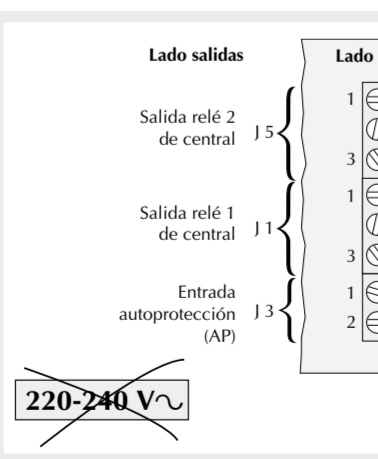 Lado salidas
Lado
Salida relé 2
de central
J 5
1
3
Salida relé 1
de central
J 1
1
3
Entrada
autoprotección
(AP)
J 3
1
2
220-240 V~